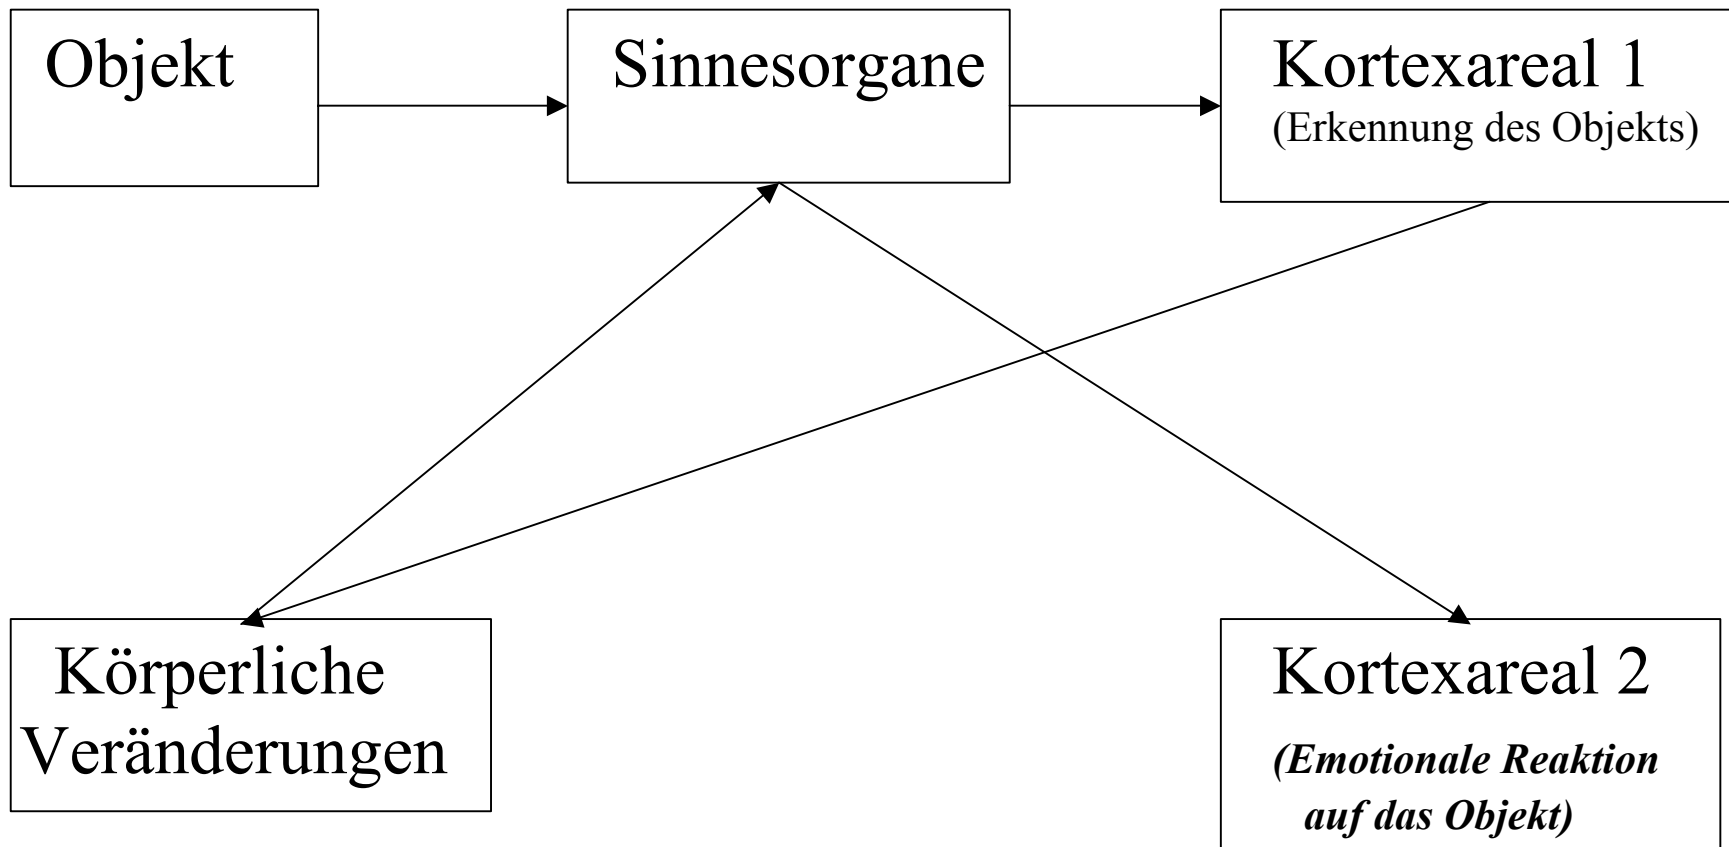 Objekt
Sinnesorgane
Kortexareal 1
(Erkennung des Objekts)
Körperliche
Veränderungen
Kortexareal 2
(Emotionale Reaktion
auf das Objekt)